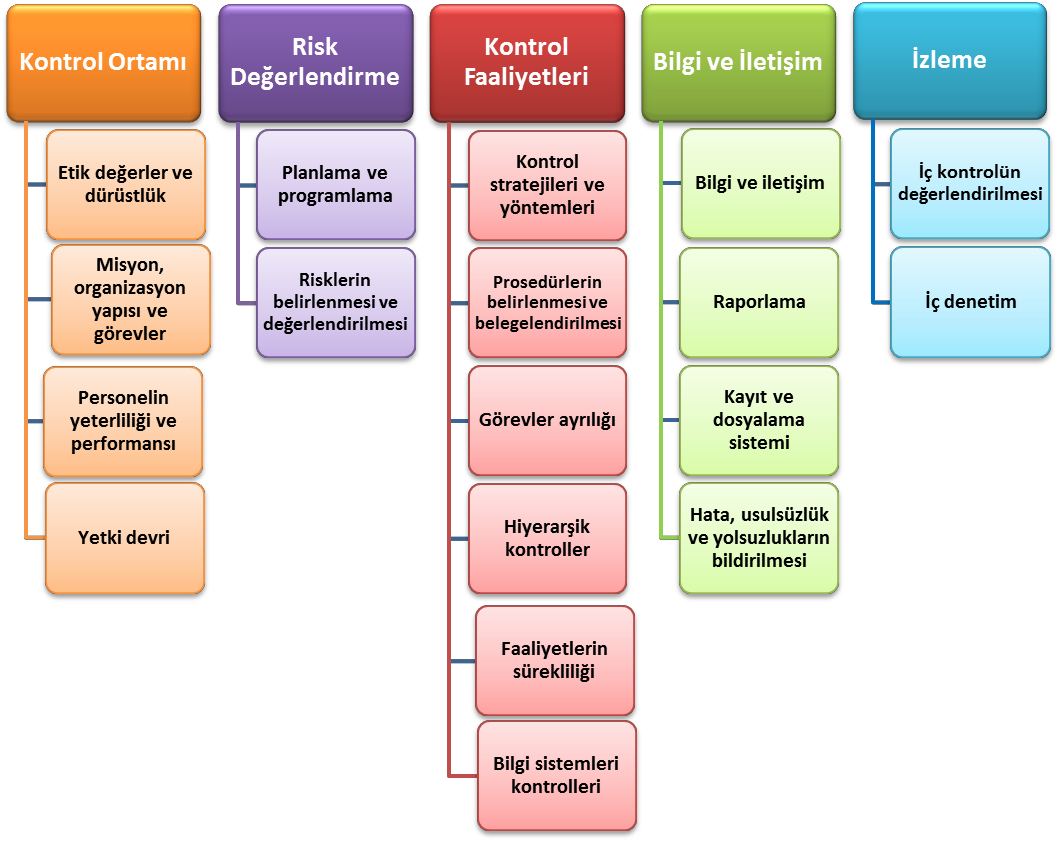 Kontrol Ortamı
Etik değerler ve
dürüstlük
Misyon,
organizasyon
yapısı ve
görevler
Personelin
yeterliliği ve
performansı
Yetki devri
Risk
Değerlendirme
Planlama ve
programlama
Risklerin
belirlenmesi ve
değerlendirilmesi
Kontrol
Faaliyetleri
Kontrol
stratejileri ve
yöntemleri
Prosedürlerin
belirlenmesi ve
belegelendirilmesi
Görevler ayrılığı
Hiyerarşik
kontroller
Faaliyetlerin
sürekliliği
Bilgi sistemleri
kontrolleri
Bilgi ve İletişim
Bilgi ve iletişim
Raporlama
Kayıt ve
dosyalama
sistemi
Hata, usulsüzlük
ve yolsuzlukların
bildirilmesi
İzleme
İç kontrolün
değerlendirilmesi
İç denetim